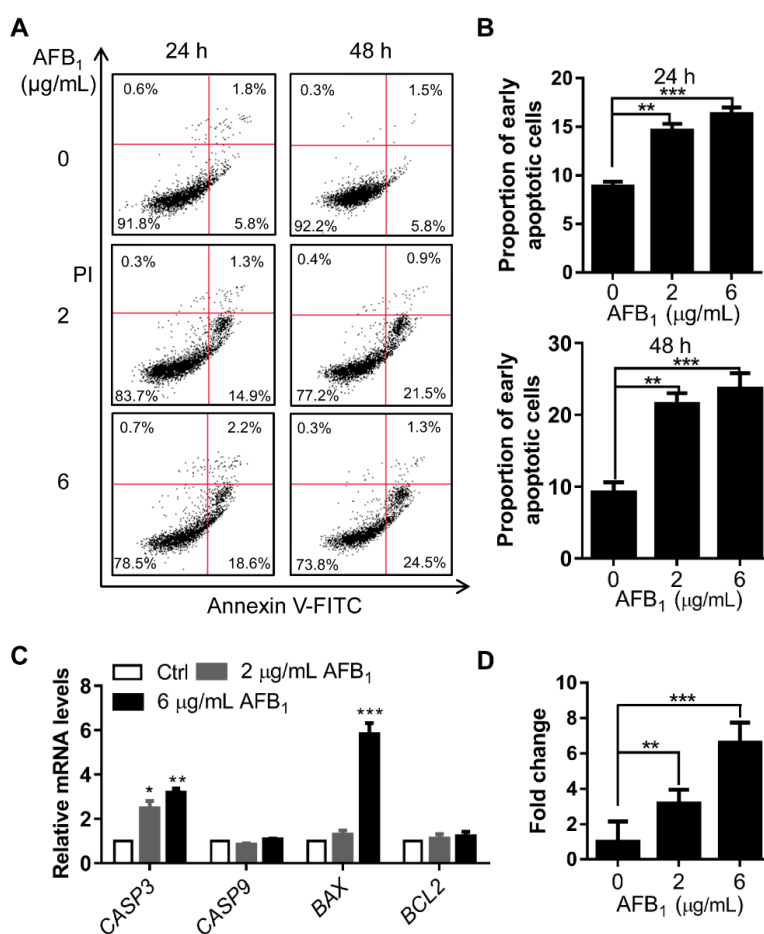 A
24 h
48 h
AFB₁
(µg/mL)
0.6%
1.8%
0.3%
1.5%
0
91.8%
5.8%
92.2%
5.8%
PI
0.3%
1.3%
0.4%
0.9%
2
83.7%
14.9%
77.2%
21.5%
0.7%
2.2%
0.3%
1.3%
6
78.5%
18.6%
73.8%
24.5%
Annexin V-FITC
B
24 h
Proportion of early
apoptotic cells
20
15
10
5
0
**
***
0 2 6
AFB₁ (µg/mL)
48 h
Proportion of early
apoptotic cells
30
20
10
0
**
***
0 2 6
AFB₁ (µg/mL)
C
Ctrl
2 µg/mL AFB₁
6 µg/mL AFB₁
Relative mRNA levels
8
6
4
2
0
* ** ***
CASP3 CASP9 BAX BCL2
D
Fold change
10
8
6
4
2
0
**
***
0 2 6
AFB₁ (µg/mL)